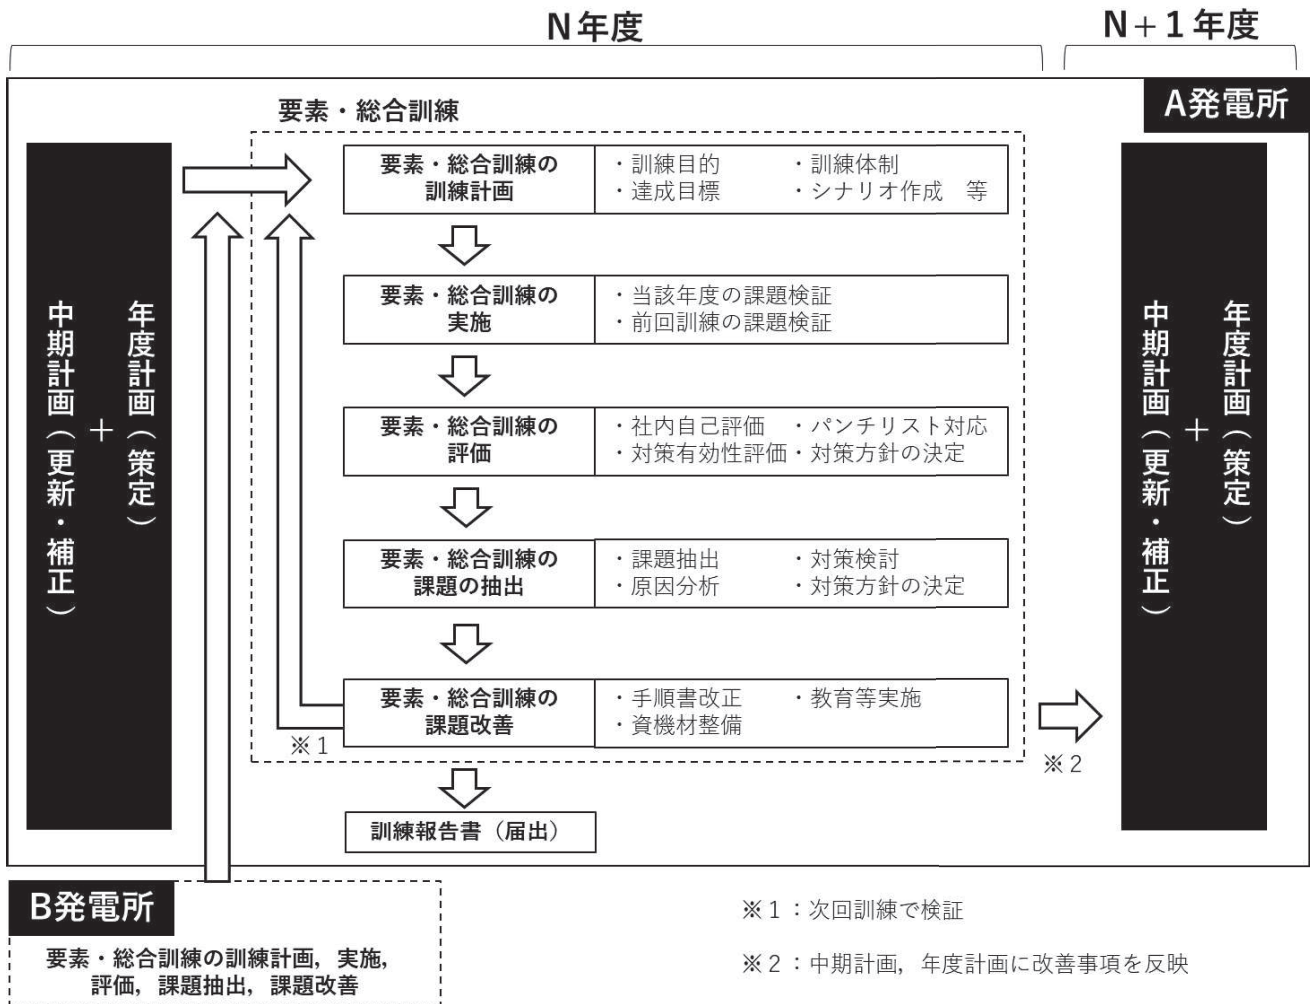 N年度
N+1年度
A発電所
中期計画（更新・補正）
＋
年度計画（策定）
要素・総合訓練
要素・総合訓練の
訓練計画
・訓練目的　・訓練体制
・達成目標　・シナリオ作成　等
要素・総合訓練の
実施
・当該年度の課題検証
・前回訓練の課題検証
要素・総合訓練の
評価
・社内自己評価　・パンチリスト対応
・対策有効性評価・対策方針の決定
要素・総合訓練の
課題の抽出
・課題抽出　・対策検討
・原因分析　・対策方針の決定
要素・総合訓練の
課題改善
・手順書改正　・教育等実施
・資機材整備
※1
※2
訓練報告書（届出）
中期計画（更新・補正）
＋
年度計画（策定）
B発電所
要素・総合訓練の訓練計画，実施，
評価，課題抽出，課題改善
※1：次回訓練で検証
※2：中期計画，年度計画に改善事項を反映